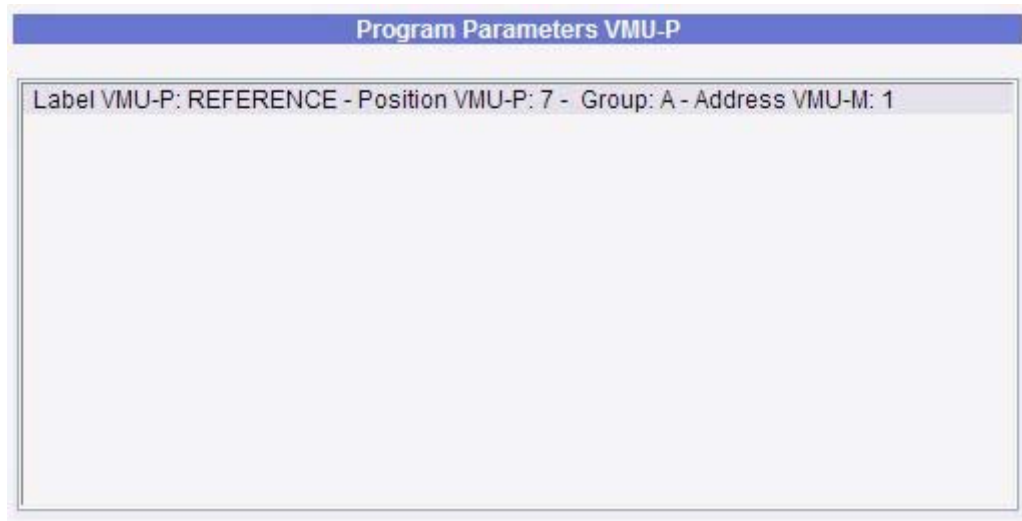 Program Parameters VMU-P
Label VMU-P: REFERENCE - Position VMU-P: 7 - Group: A - Address VMU-M: 1